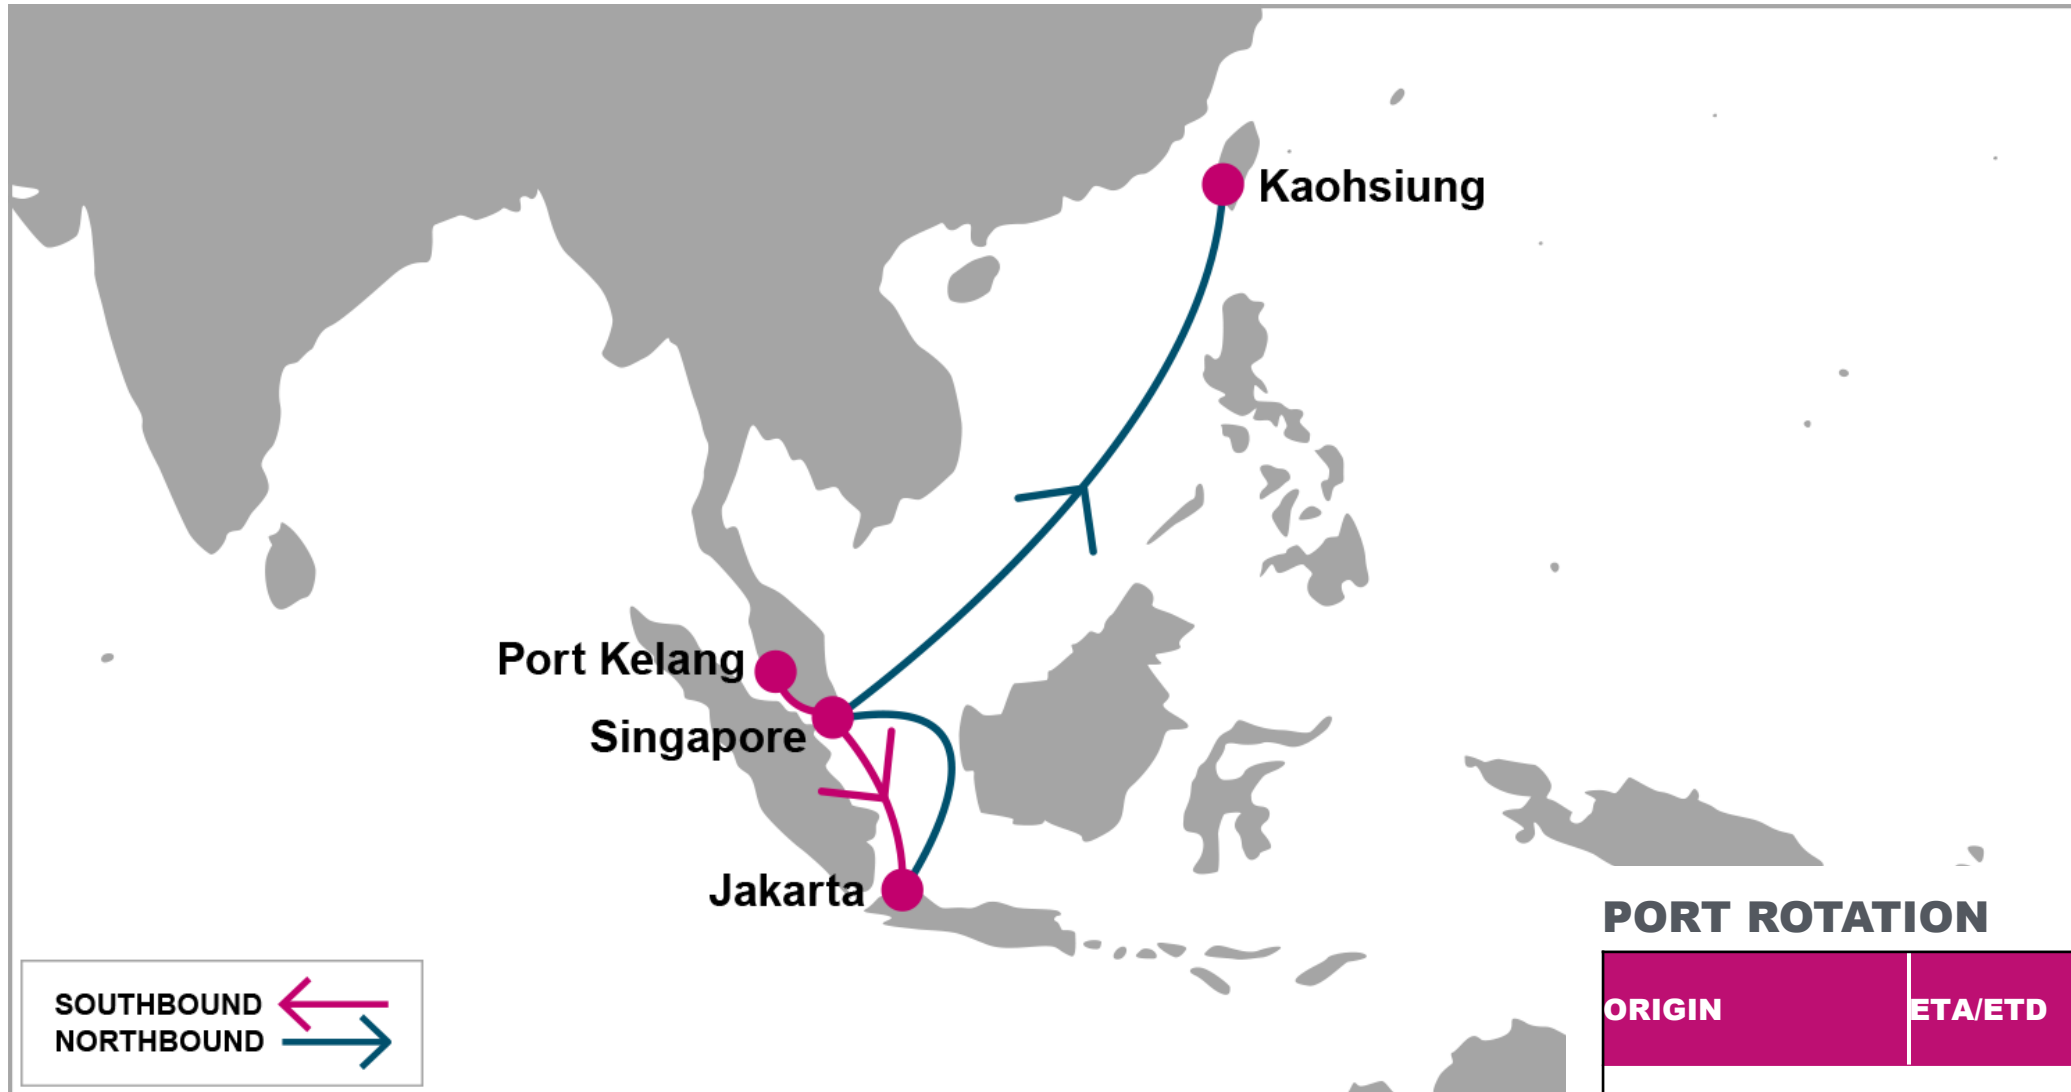 Kaohsiung
Port Kelang
Singapore
Jakarta
SOUTHBOUND
NORTHBOUND
PORT ROTATION
ORIGIN ETA/ETD